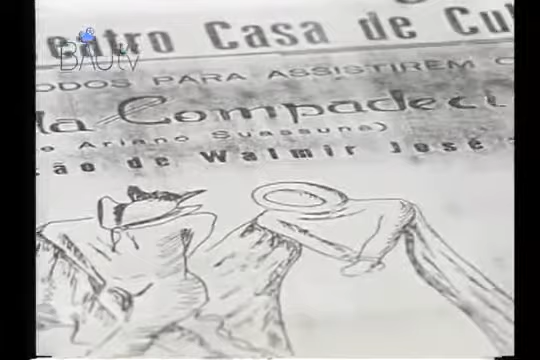 eatro Casa de Cu
BAUtv
ODOS PARA ASSISTIREM
da Compadeci
Ariano Suassuna)
ão de Walmir José